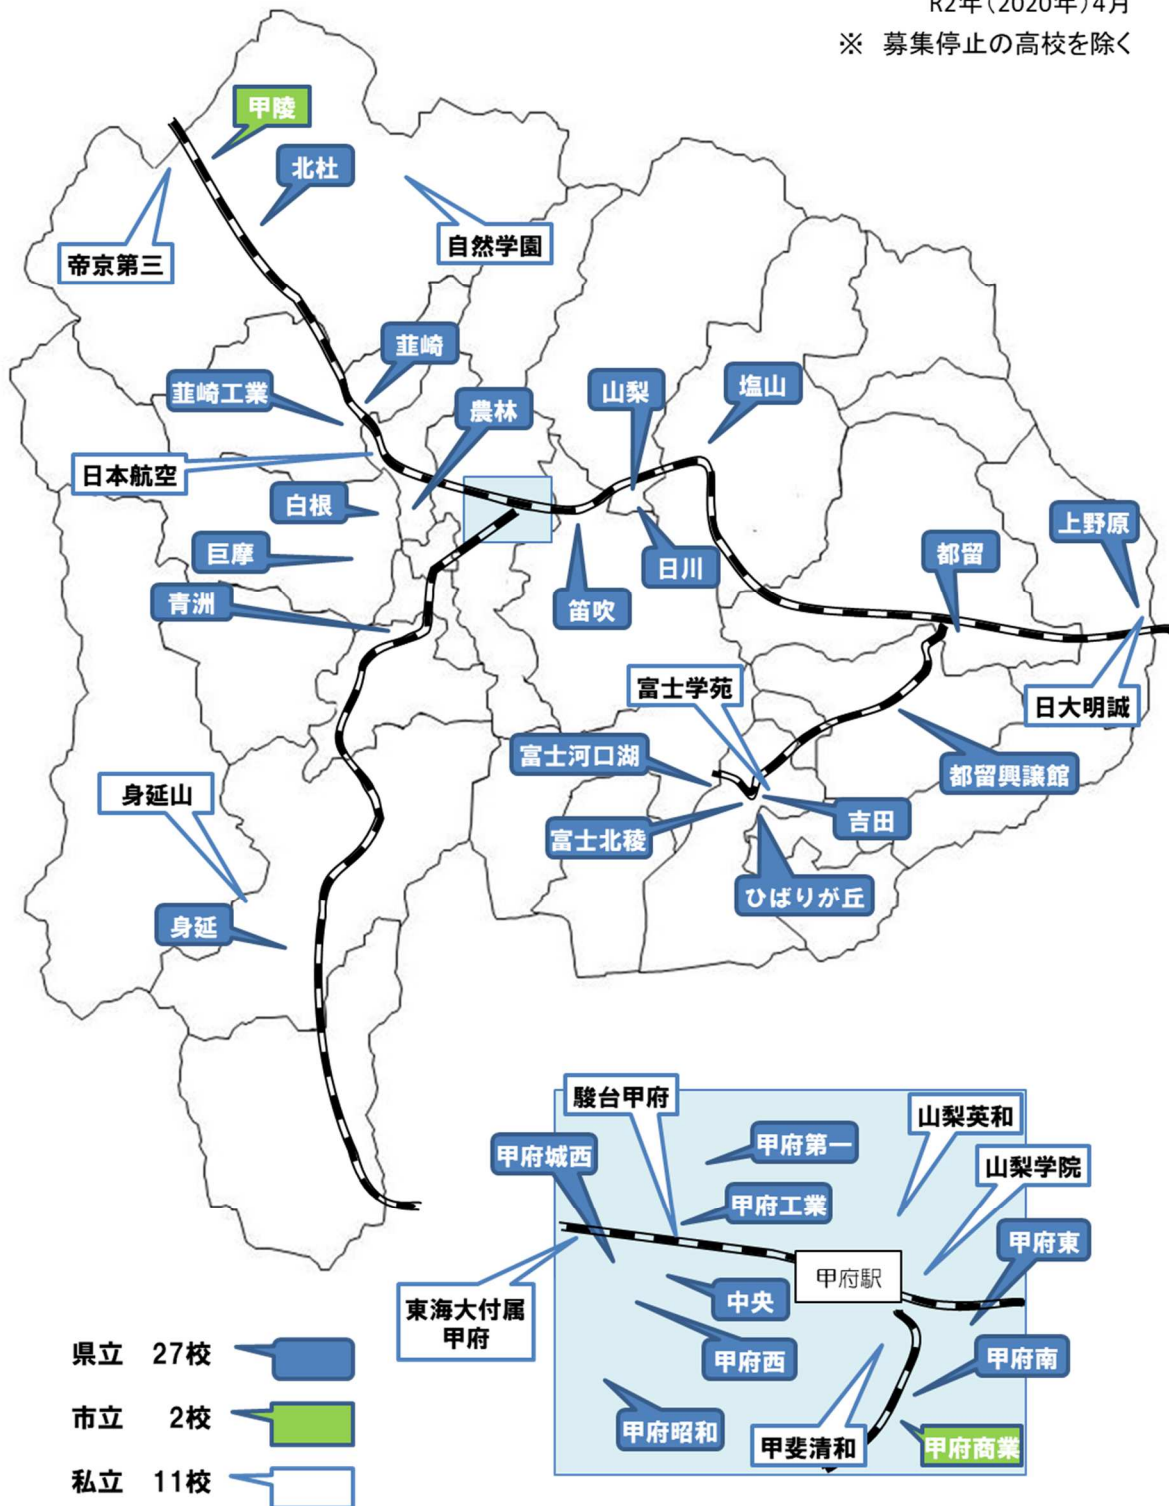 R2年(2020年)4月
※　募集停止の高校を除く
甲陵
北杜
帝京第三
自然学園
韮崎
韮崎工業
農林
山梨
塩山
日本航空
白根
巨摩
青洲
笛吹
日川
都留
上野原
富士学苑
日大明誠
富士河口湖
都留興譲館
身延山
富士北稜
吉田
ひばりが丘
身延
駿台甲府
山梨英和
甲府城西
甲府第一
山梨学院
甲府工業
甲府東
甲府駅
中央
東海大付属
甲府
甲府西
甲府南
甲府昭和
甲斐清和
甲府商業
県立　27校
市立　2校
私立　11校